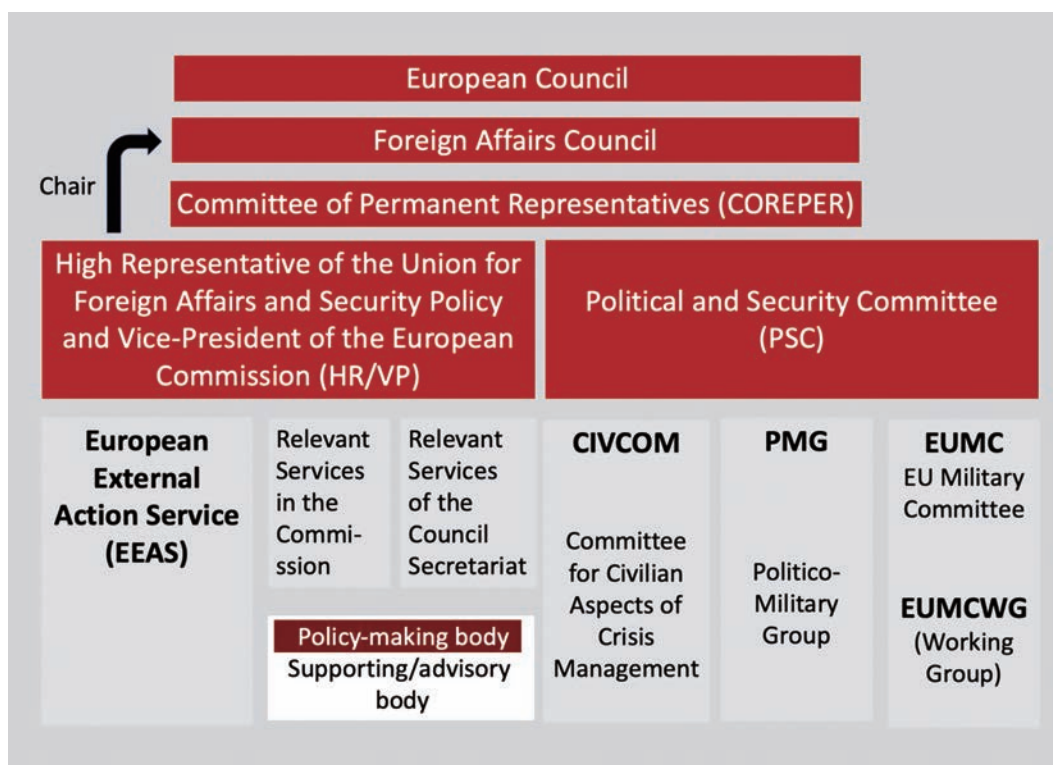 European Council
Foreign Affairs Council
Chair
Committee of Permanent Representatives (COREPER)
High Representative of the Union for
Foreign Affairs and Security Policy
and Vice-President of the European
Commission (HR/VP)
Political and Security Committee
(PSC)
European
External
Action Service
(EEAS)
Relevant
Services
in the
Commi-
ssion
Relevant
Services
of the
Council
Secretariat
CIVCOM
Committee
for Civilian
Aspects of
Crisis
Management
PMG
Politico-
Military
Group
EUMC
EU Military
Committee
EUMCWG
(Working
Group)
Policy-making body
Supporting/advisory
body